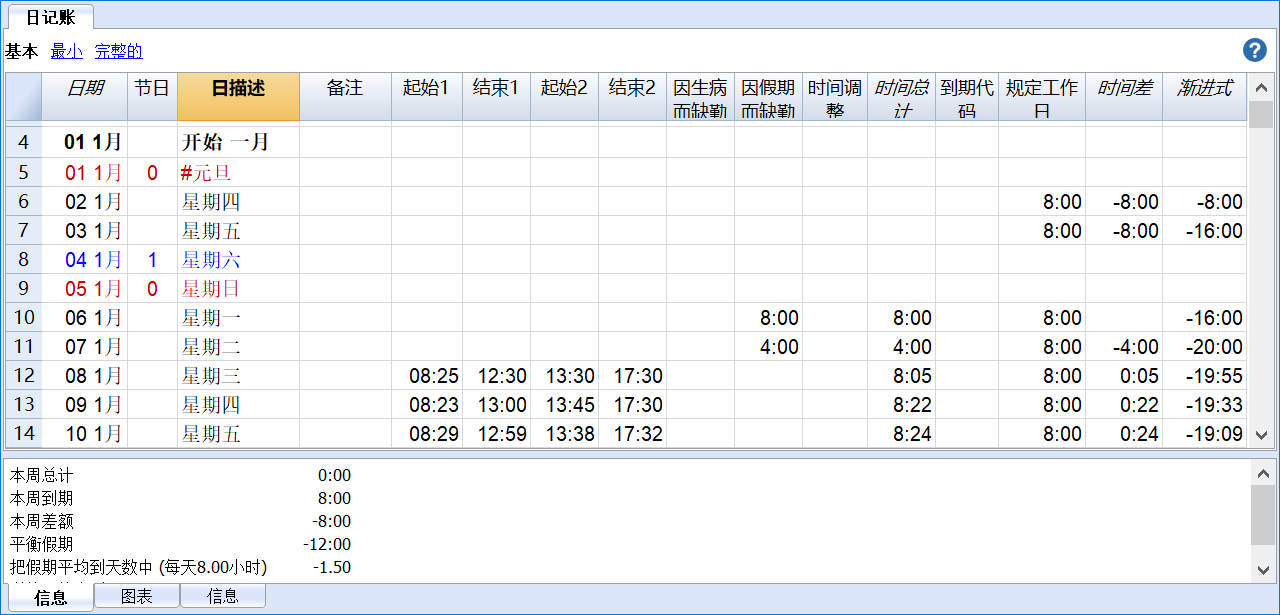 日记账
基本 最小 完整的
日期 节日 日描述 备注 起始1 结束1 起始2 结束2 因生病而缺勤 因假期而缺勤 时间调整 时间总计 到期代码 规定工作日 时间差 渐进式
4 01 1月 开始 一月
5 01 1月 0 #元旦
6 02 1月 星期四 8:00 -8:00 -8:00
7 03 1月 星期五 8:00 -8:00 -16:00
8 04 1月 1 星期六
9 05 1月 0 星期日
10 06 1月 星期一 8:00 8:00 8:00 -16:00
11 07 1月 星期二 4:00 4:00 8:00 -4:00 -20:00
12 08 1月 星期三 08:25 12:30 13:30 17:30 8:05 8:00 0:05 -19:55
13 09 1月 星期四 08:23 13:00 13:45 17:30 8:22 8:00 0:22 -19:33
14 10 1月 星期五 08:29 12:59 13:38 17:32 8:24 8:00 0:24 -19:09
本周总计 0:00
本周到期 8:00
本周差额 -8:00
平衡假期 -12:00
把假期平均到天数中 (每天8.00小时) -1.50
信息 图表 信息